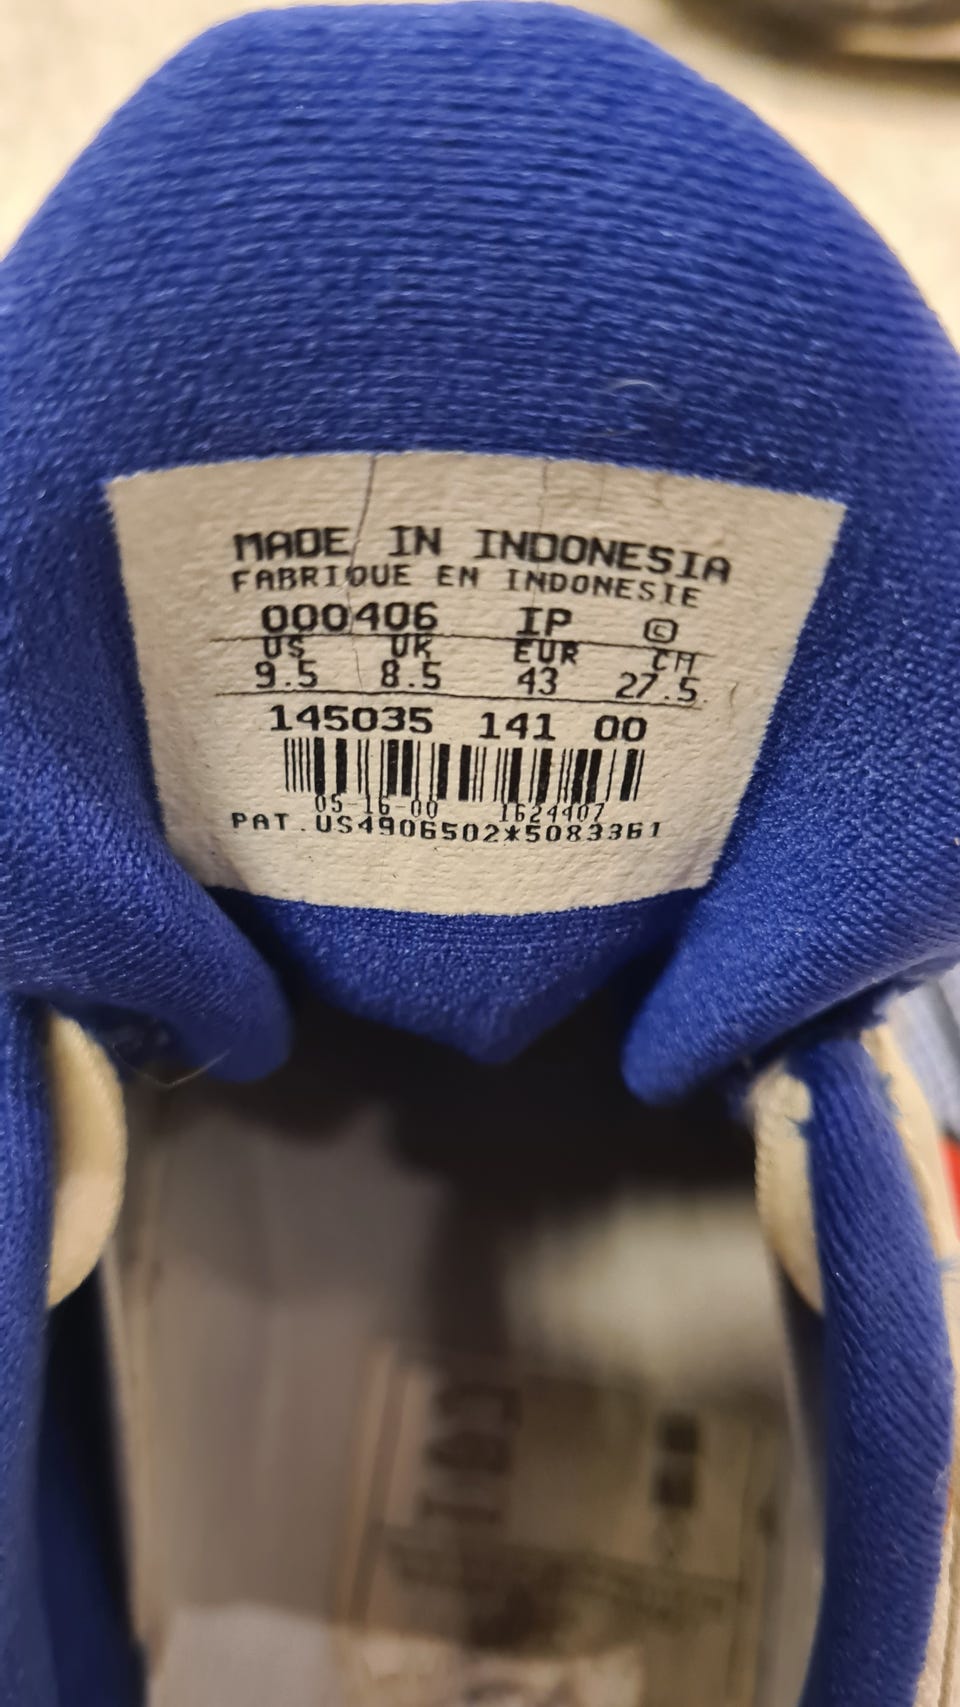 MADE IN INDONESIA
FABRIQUE EN INDONESIE
000406 IP ©
US UK EUR CM
9.5 8.5 43 27.5
145035 141 00
05-16-00 1624407
PAT.US4906502*5083361